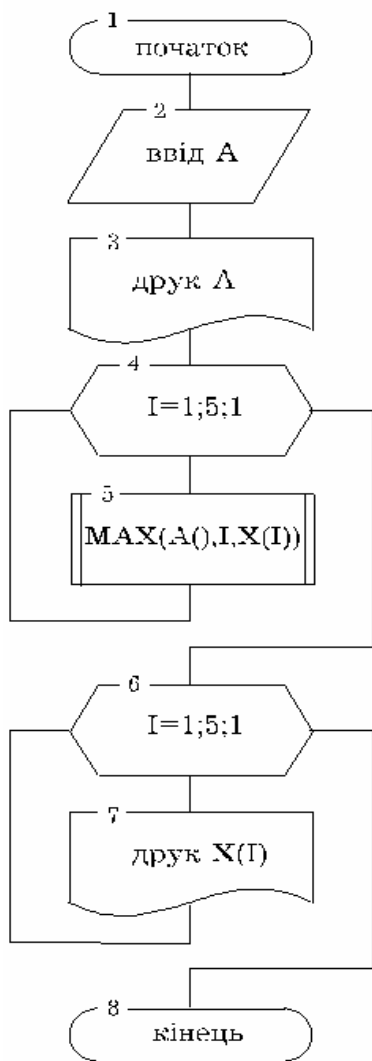 1
початок
2
ввід A
3
друк A
4
I=1;5;1
5
MAX(A(),I,X(I))
6
I=1;5;1
7
друк X(I)
8
кінець